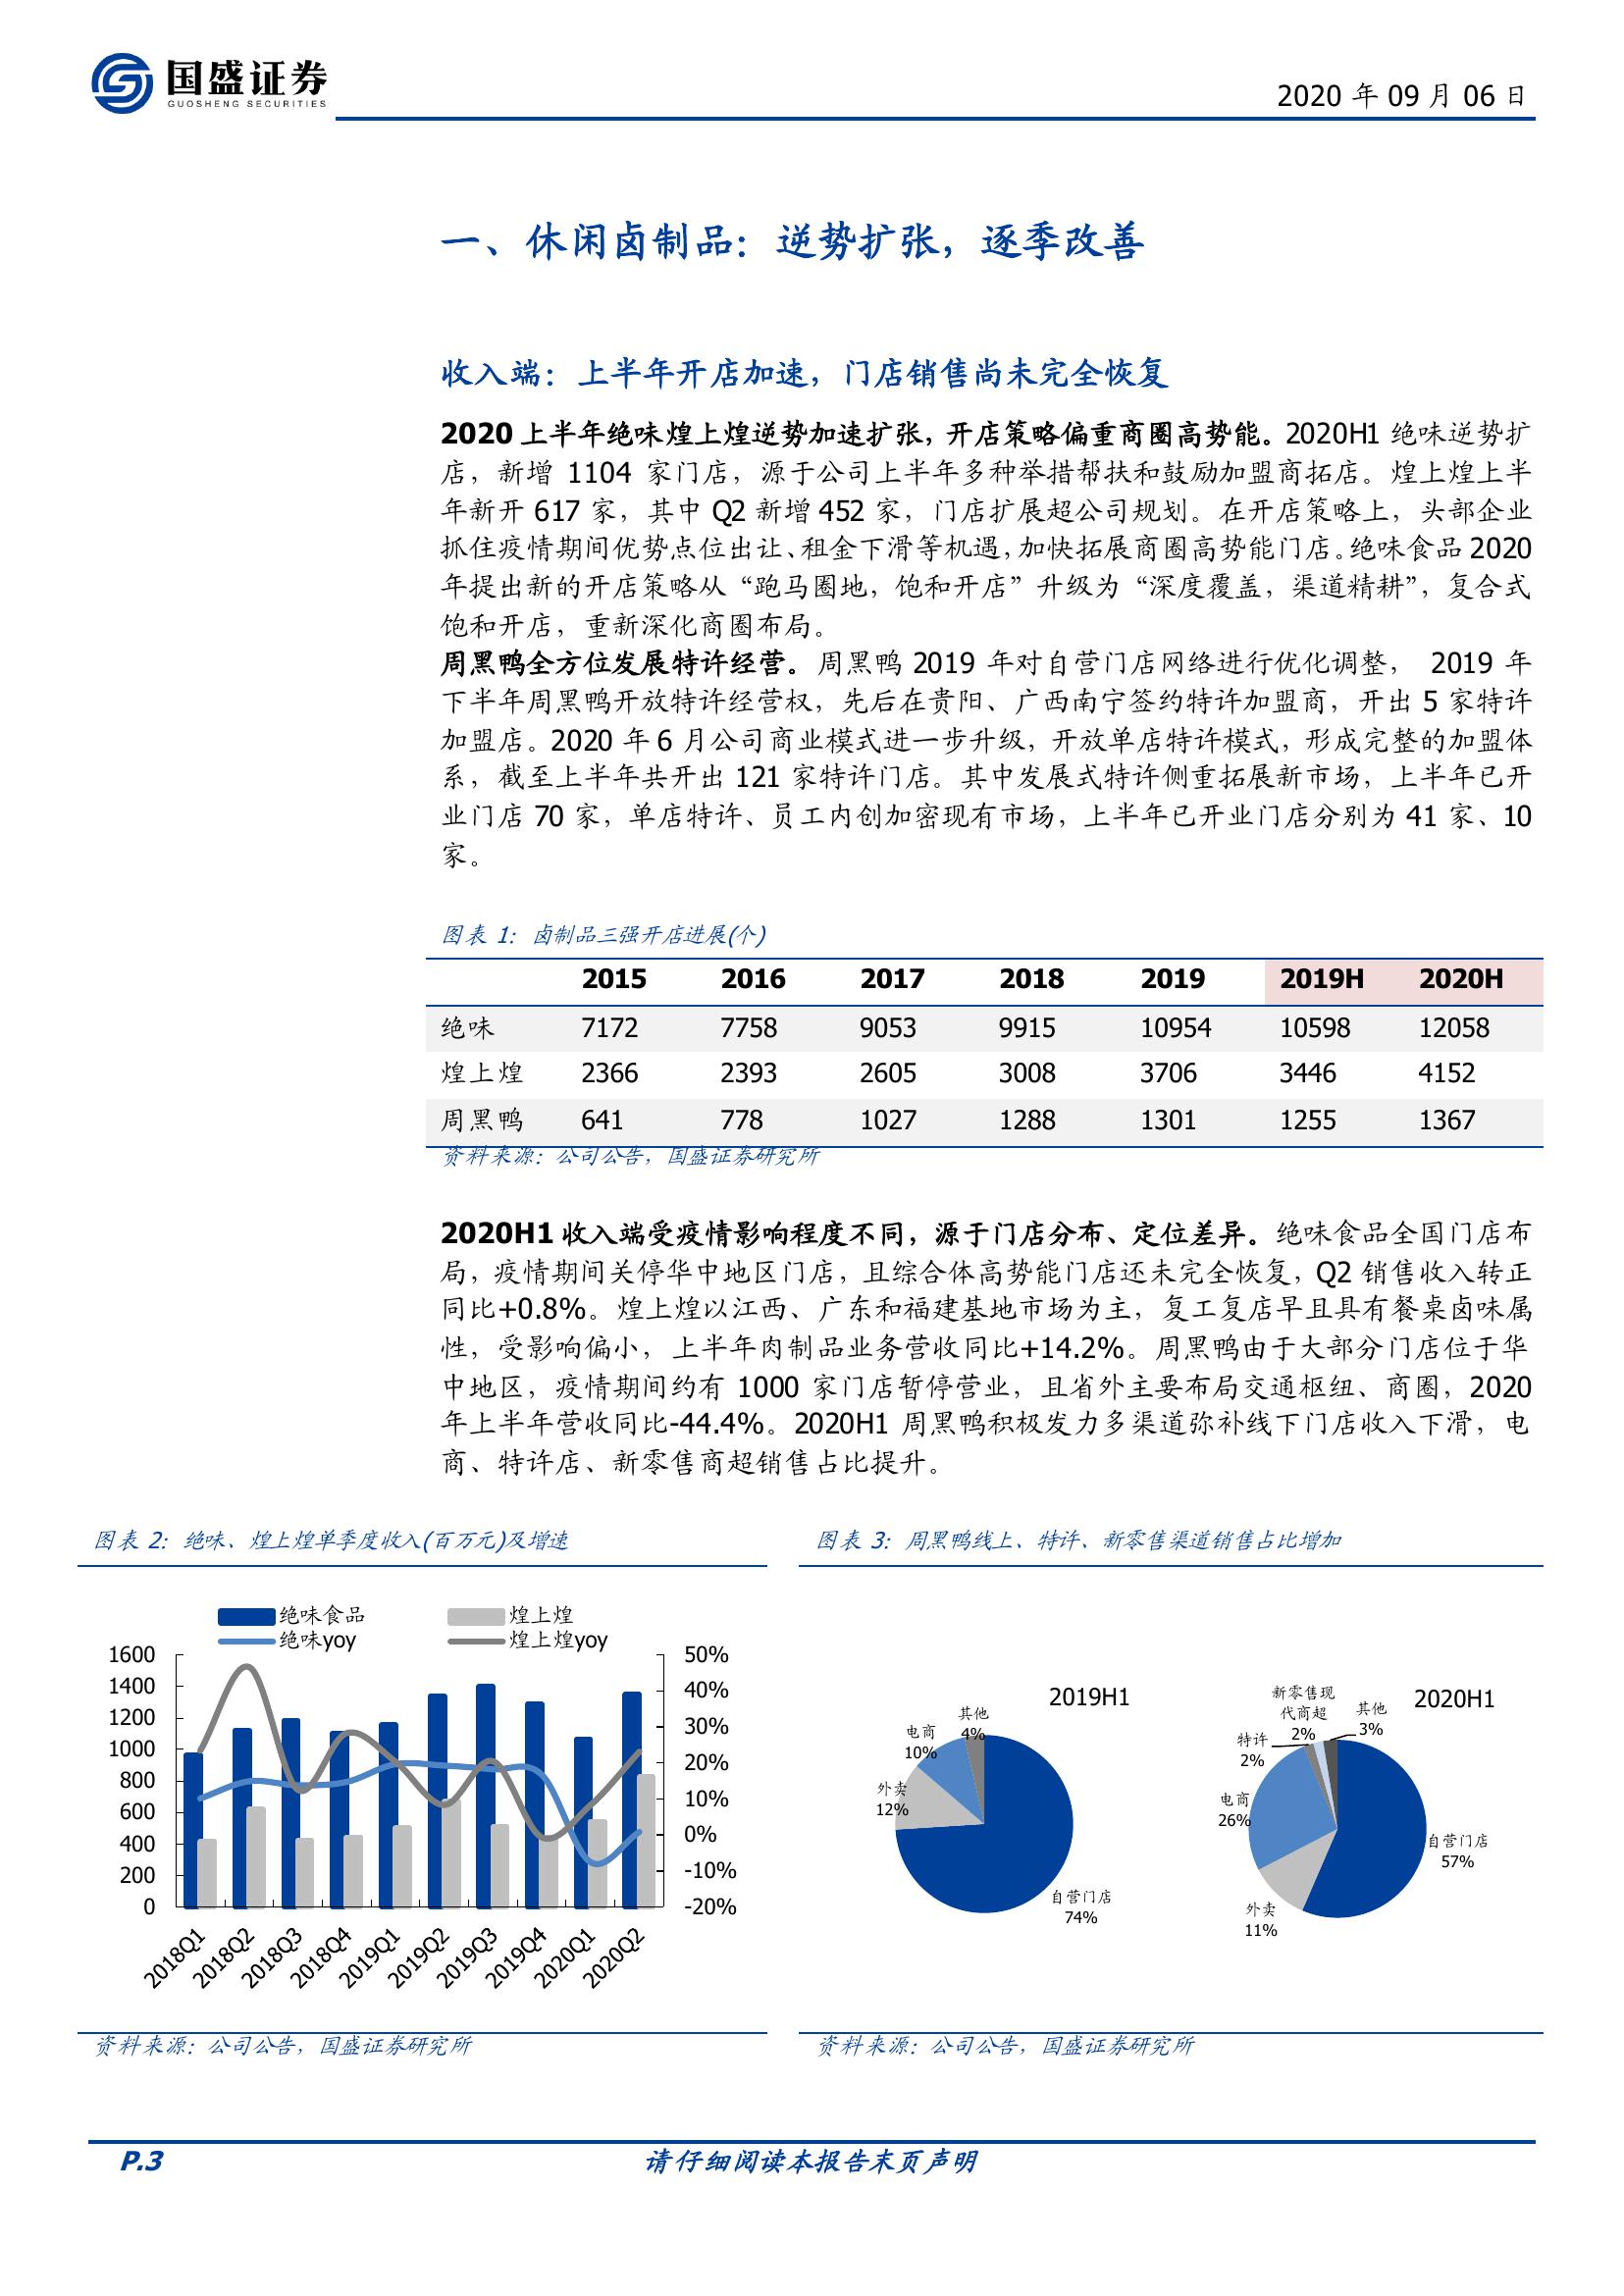 国盛证券
GUOSHENG SECURITIES
2020 年 09 月 06 日
一、休闲卤制品：逆势扩张，逐季改善
收入端：上半年开店加速，门店销售尚未完全恢复
2020 上半年绝味煌上煌逆势加速扩张，开店策略偏重商圈高势能。2020H1 绝味逆势扩
店，新增 1104 家门店，源于公司上半年多种举措帮扶和鼓励加盟商拓店。煌上煌上半
年新开 617 家，其中 Q2 新增 452 家，门店扩展超公司规划。在开店策略上，头部企业
抓住疫情期间优势点位出让、租金下滑等机遇，加快拓展商圈高势能门店。绝味食品 2020
年提出新的开店策略从“跑马圈地，饱和开店”升级为“深度覆盖，渠道精耕”，复合式
饱和开店，重新深化商圈布局。
周黑鸭全方位发展特许经营。周黑鸭 2019 年对自营门店网络进行优化调整， 2019 年
下半年周黑鸭开放特许经营权，先后在贵阳、广西南宁签约特许加盟商，开出 5 家特许
加盟店。2020 年 6 月公司商业模式进一步升级，开放单店特许模式，形成完整的加盟体
系，截至上半年共开出 121 家特许门店。其中发展式特许侧重拓展新市场，上半年已开
业门店 70 家，单店特许、员工内创加密现有市场，上半年已开业门店分别为 41 家、10
家。
图表 1：卤制品三强开店进展(个)
2015 2016 2017 2018 2019 2019H 2020H
绝味 7172 7758 9053 9915 10954 10598 12058
煌上煌 2366 2393 2605 3008 3706 3446 4152
周黑鸭 641 778 1027 1288 1301 1255 1367
资料来源：公司公告，国盛证券研究所
2020H1 收入端受疫情影响程度不同，源于门店分布、定位差异。绝味食品全国门店布
局，疫情期间关停华中地区门店，且综合体高势能门店还未完全恢复，Q2 销售收入转正
同比+0.8%。煌上煌以江西、广东和福建基地市场为主，复工复店早且具有餐桌卤味属
性，受影响偏小，上半年肉制品业务营收同比+14.2%。周黑鸭由于大部分门店位于华
中地区，疫情期间约有 1000 家门店暂停营业，且省外主要布局交通枢纽、商圈，2020
年上半年营收同比-44.4%。2020H1 周黑鸭积极发力多渠道弥补线下门店收入下滑，电
商、特许店、新零售商超销售占比提升。
图表 2：绝味、煌上煌单季度收入(百万元)及增速
绝味食品 煌上煌
绝味yoy 煌上煌yoy
1600 50%
1400 40%
1200 30%
1000 20%
800 10%
600 0%
400 -10%
200 -20%
0
2018Q1 2018Q2 2018Q3 2018Q4 2019Q1 2019Q2 2019Q3 2019Q4 2020Q1 2020Q2
资料来源：公司公告，国盛证券研究所
图表 3：周黑鸭线上、特许、新零售渠道销售占比增加
2019H1
其他
4%
电商
10%
外卖
12%
自营门店
74%
2020H1
新零售现
代商超
2%
其他
3%
特许
2%
电商
26%
自营门店
57%
外卖
11%
资料来源：公司公告，国盛证券研究所
P.3
请仔细阅读本报告末页声明